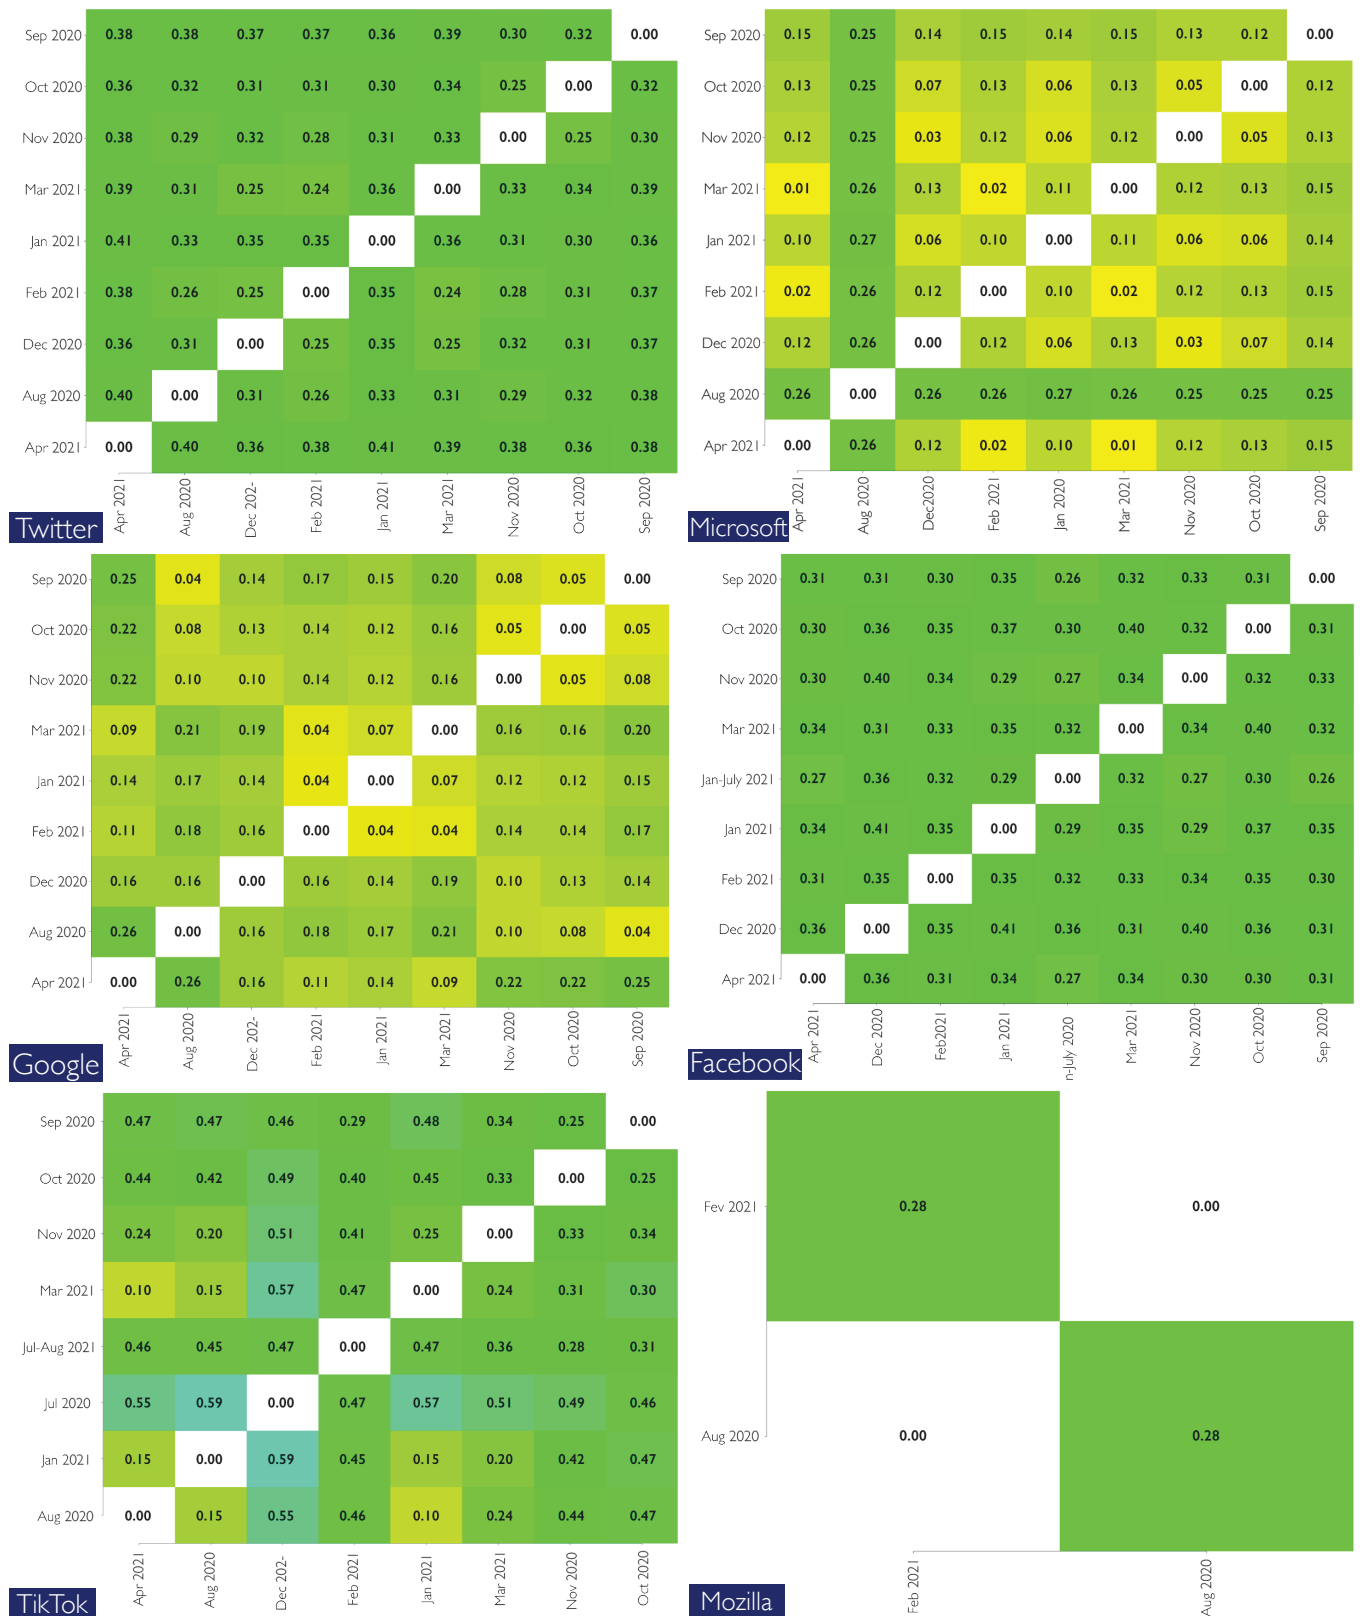 Sep 2020 0.38 0.38 0.37 0.37 0.36 0.39 0.30 0.32 0.00
Oct 2020 0.36 0.32 0.31 0.31 0.30 0.34 0.25 0.00 0.32
Nov 2020 0.38 0.29 0.32 0.28 0.31 0.33 0.00 0.25 0.30
Mar 2021 0.39 0.31 0.25 0.24 0.36 0.00 0.33 0.34 0.39
Jan 2021 0.41 0.33 0.35 0.35 0.00 0.36 0.31 0.30 0.36
Feb 2021 0.38 0.26 0.25 0.00 0.35 0.24 0.28 0.31 0.37
Dec 2020 0.36 0.31 0.00 0.25 0.35 0.25 0.32 0.31 0.37
Aug 2020 0.40 0.00 0.31 0.26 0.33 0.31 0.29 0.32 0.38
Apr 2021 0.00 0.40 0.36 0.38 0.41 0.39 0.38 0.36 0.38
Apr 2021 Aug 2020 Dec 202- Feb 2021 Jan 2021 Mar 2021 Nov 2020 Oct 2020 Sep 2020
Twitter
Sep 2020 0.15 0.25 0.14 0.15 0.14 0.15 0.13 0.12 0.00
Oct 2020 0.13 0.25 0.07 0.13 0.06 0.13 0.05 0.00 0.12
Nov 2020 0.12 0.25 0.03 0.12 0.06 0.12 0.00 0.05 0.13
Mar 2021 0.01 0.26 0.13 0.02 0.11 0.00 0.12 0.13 0.15
Jan 2021 0.10 0.27 0.06 0.10 0.00 0.11 0.06 0.06 0.14
Feb 2021 0.02 0.26 0.12 0.00 0.10 0.02 0.12 0.13 0.15
Dec 2020 0.12 0.26 0.00 0.12 0.06 0.13 0.03 0.07 0.14
Aug 2020 0.26 0.00 0.26 0.26 0.27 0.26 0.25 0.25 0.25
Apr 2021 0.00 0.26 0.12 0.02 0.10 0.01 0.12 0.13 0.15
Apr 2021 Aug 2020 Dec2020 Feb 2021 Jan 2020 Mar 2021 Nov 2020 Oct 2020 Sep 2020
Microsoft
Sep 2020 0.25 0.04 0.14 0.17 0.15 0.20 0.08 0.05 0.00
Oct 2020 0.22 0.08 0.13 0.14 0.12 0.16 0.05 0.00 0.05
Nov 2020 0.22 0.10 0.10 0.14 0.12 0.16 0.00 0.05 0.08
Mar 2021 0.09 0.21 0.19 0.04 0.07 0.00 0.16 0.16 0.20
Jan 2021 0.14 0.17 0.14 0.04 0.00 0.07 0.12 0.12 0.15
Feb 2021 0.11 0.18 0.16 0.00 0.04 0.04 0.14 0.14 0.17
Dec 2020 0.16 0.16 0.00 0.16 0.14 0.19 0.10 0.13 0.14
Aug 2020 0.26 0.00 0.16 0.18 0.17 0.21 0.10 0.08 0.04
Apr 2021 0.00 0.26 0.16 0.11 0.14 0.09 0.22 0.22 0.25
Apr 2021 Aug 2020 Dec 202- Feb 2021 Jan 2021 Mar 2021 Nov 2020 Oct 2020 Sep 2020
Google
Sep 2020 0.31 0.31 0.30 0.35 0.26 0.32 0.33 0.31 0.00
Oct 2020 0.30 0.36 0.35 0.37 0.30 0.40 0.32 0.00 0.31
Nov 2020 0.30 0.40 0.34 0.29 0.27 0.34 0.00 0.32 0.33
Mar 2021 0.34 0.31 0.33 0.35 0.32 0.00 0.34 0.40 0.32
Jan-July 2021 0.27 0.36 0.32 0.29 0.00 0.32 0.27 0.30 0.26
Jan 2021 0.34 0.41 0.35 0.00 0.29 0.35 0.29 0.37 0.35
Feb 2021 0.31 0.35 0.00 0.35 0.32 0.33 0.34 0.35 0.30
Dec 2020 0.36 0.00 0.35 0.41 0.36 0.31 0.40 0.36 0.31
Apr 2021 0.00 0.36 0.31 0.34 0.27 0.34 0.30 0.30 0.31
Apr 2021 Dec 2020 Feb2021 Jan 2021 n-July 2020 Mar 2021 Nov 2020 Oct 2020 Sep 2020
Facebook
Sep 2020 0.47 0.47 0.46 0.29 0.48 0.34 0.25 0.00
Oct 2020 0.44 0.42 0.49 0.40 0.45 0.33 0.00 0.25
Nov 2020 0.24 0.20 0.51 0.41 0.25 0.00 0.33 0.34
Mar 2021 0.10 0.15 0.57 0.47 0.00 0.24 0.31 0.30
Jul-Aug 2021 0.46 0.45 0.47 0.00 0.47 0.36 0.28 0.31
Jul 2020 0.55 0.59 0.00 0.47 0.57 0.51 0.49 0.46
Jan 2021 0.15 0.00 0.59 0.45 0.15 0.20 0.42 0.47
Aug 2020 0.00 0.15 0.55 0.46 0.10 0.24 0.44 0.47
Apr 2021 Aug 2020 Dec 202- Feb 2021 Jan 2021 Mar 2021 Nov 2020 Oct 2020
TikTok
Fev 2021 0.28 0.00
Aug 2020 0.00 0.28
Feb 2021 Aug 2020
Mozilla